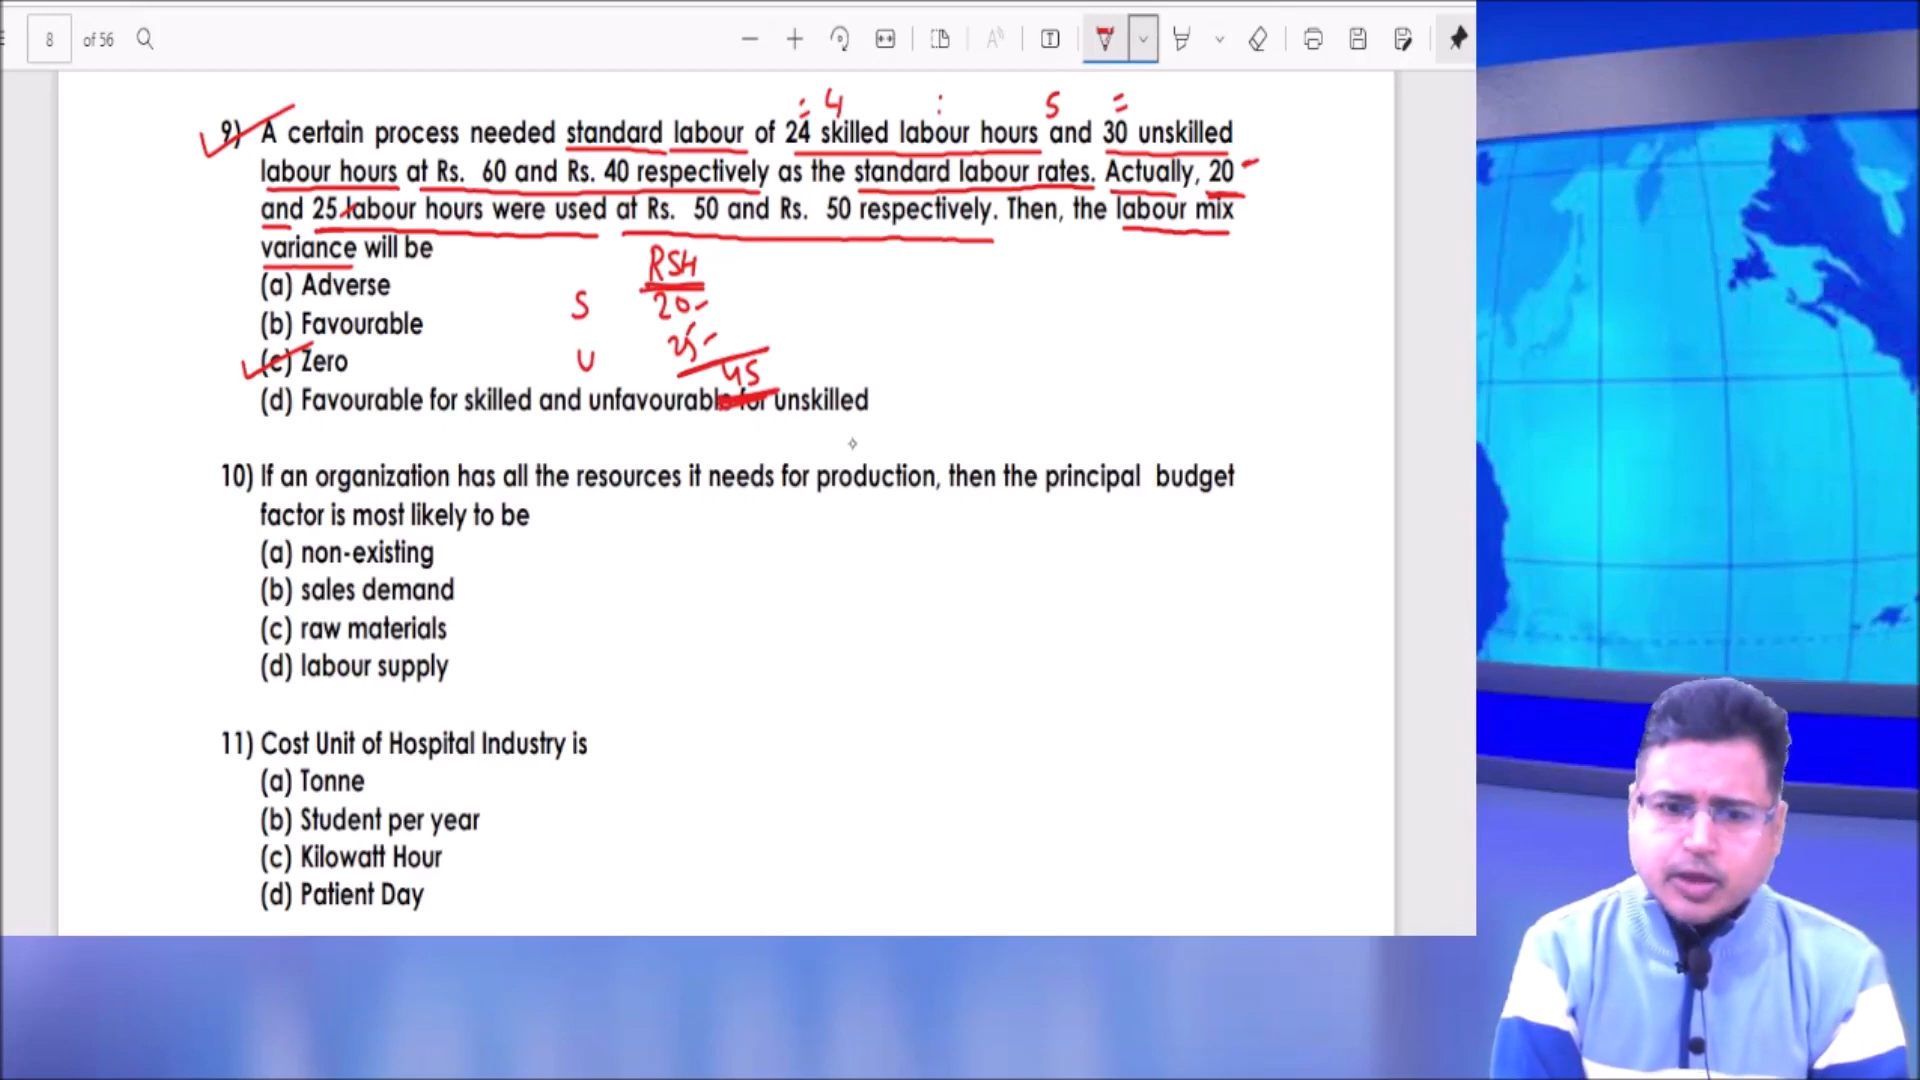 8 of 56
= 4 : 5 =
9) A certain process needed standard labour of 24 skilled labour hours and 30 unskilled
labour hours at Rs. 60 and Rs. 40 respectively as the standard labour rates. Actually, 20
and 25 labour hours were used at Rs. 50 and Rs. 50 respectively. Then, the labour mix
variance will be
RSH
(a) Adverse
S 20
(b) Favourable
25
(c) Zero
U
45
(d) Favourable for skilled and unfavourable for unskilled
10) If an organization has all the resources it needs for production, then the principal budget
factor is most likely to be
(a) non-existing
(b) sales demand
(c) raw materials
(d) labour supply
11) Cost Unit of Hospital Industry is
(a) Tonne
(b) Student per year
(c) Kilowatt Hour
(d) Patient Day